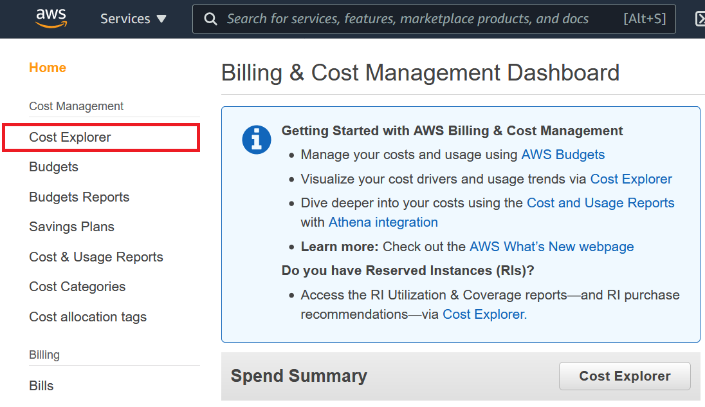 aws
Services ▼
Search for services, features, marketplace products, and docs [Alt+S]
Home
Cost Management
Cost Explorer
Budgets
Budgets Reports
Savings Plans
Cost & Usage Reports
Cost Categories
Cost allocation tags
Billing
Bills
Billing & Cost Management Dashboard
Getting Started with AWS Billing & Cost Management
• Manage your costs and usage using AWS Budgets
• Visualize your cost drivers and usage trends via Cost Explorer
• Dive deeper into your costs using the Cost and Usage Reports
with Athena integration
• Learn more: Check out the AWS What's New webpage
Do you have Reserved Instances (RIs)?
• Access the RI Utilization & Coverage reports—and RI purchase
recommendations—via Cost Explorer.
Spend Summary
Cost Explorer